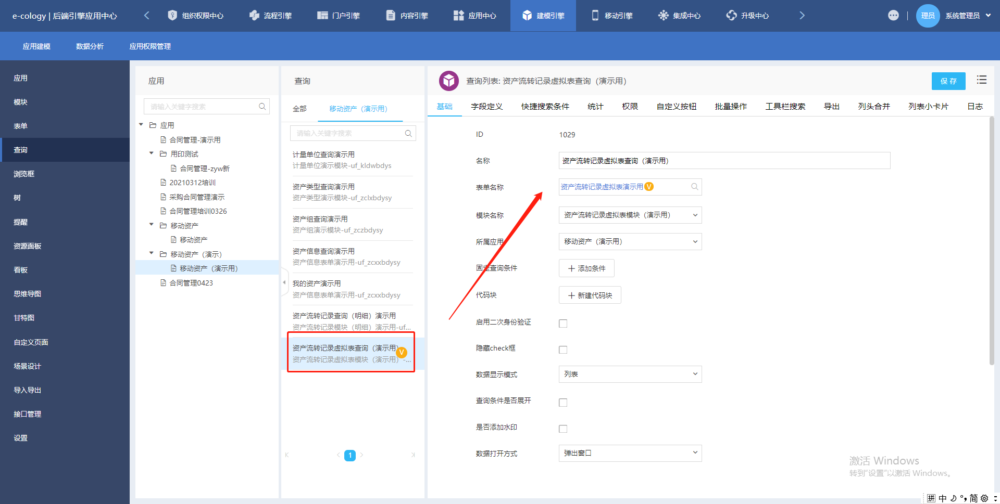 e-cology | 后端引擎应用中心
组织权限中心
流程引擎
门户引擎
内容引擎
应用中心
建模引擎
移动引擎
集成中心
升级中心
理员
系统管理员
应用建模
数据分析
应用权限管理
应用
模块
表单
查询
浏览框
树
提醒
资源面板
看板
思维导图
甘特图
自定义页面
场景设计
导入导出
接口管理
设置
应用
请输入关键字搜索
应用
合同管理-演示用
用印测试
合同管理-zyw新
20210312培训
采购合同管理演示
合同管理培训0326
移动资产
移动资产
移动资产（演示）
移动资产（演示用）
合同管理0423
查询
全部
移动资产（演示用）
请输入关键字搜索
计量单位查询演示用
计量单位演示模块-uf_kldwbdys
资产类型查询演示用
资产类型演示模块-uf_zclxbdysy
资产组查询演示用
资产组演示模块-uf_zczbdysy
资产信息查询演示用
资产信息表单演示用-uf_zcxxbdysy
我的资产演示用
资产信息表单演示用-uf_zcxxbdysy
资产流转记录查询（明细）演示用
资产流转记录模块（明细）演示用-uf...
资产流转记录虚拟表查询（演示用）
V
资产流转记录虚拟表模块（演示用）-...
1
查询列表: 资产流转记录虚拟表查询（演示用）
保存
基础
字段定义
快捷搜索条件
统计
权限
自定义按钮
批量操作
工具栏搜索
导出
列头合并
列表小卡片
日志
ID
1029
名称
资产流转记录虚拟表查询（演示用）
表单名称
资产流转记录虚拟表演示用
V
模块名称
资产流转记录虚拟表模块（演示用）
所属应用
移动资产（演示用）
固定查询条件
添加条件
代码块
新建代码块
启用二次身份验证
隐藏check框
数据显示模式
列表
查询条件是否展开
是否添加水印
数据打开方式
弹出窗口
激活 Windows
转到"设置"以激活 Windows。
拼 中 简